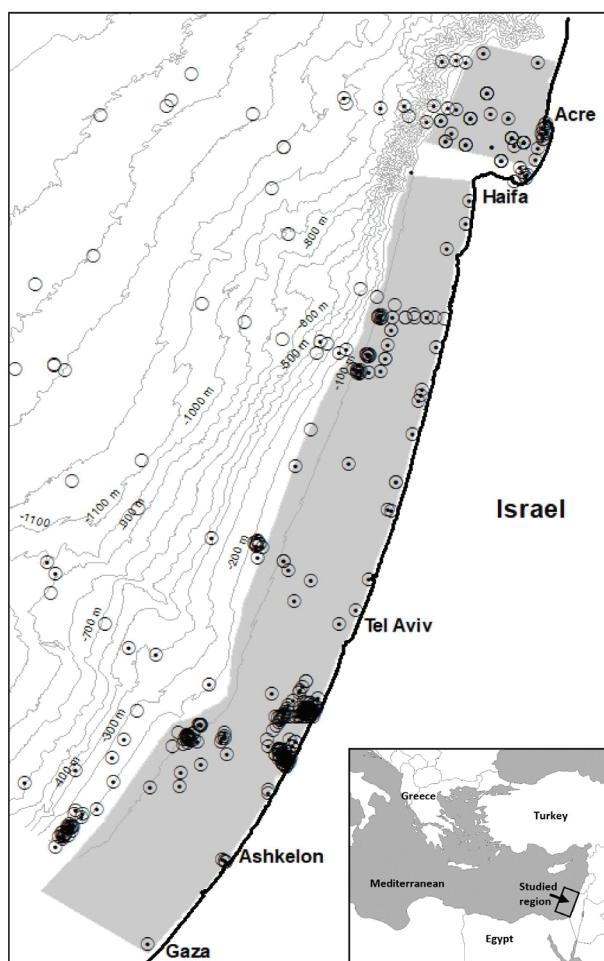 Acre
Haifa
-800 m
-600 m
-500 m
-100 m
-1000 m
-1100 m
-1100
-900 m
-200 m
Israel
Tel Aviv
-700 m
-300 m
-400 m
Ashkelon
Gaza
Greece
Turkey
Mediterranean
Studied
region
Egypt